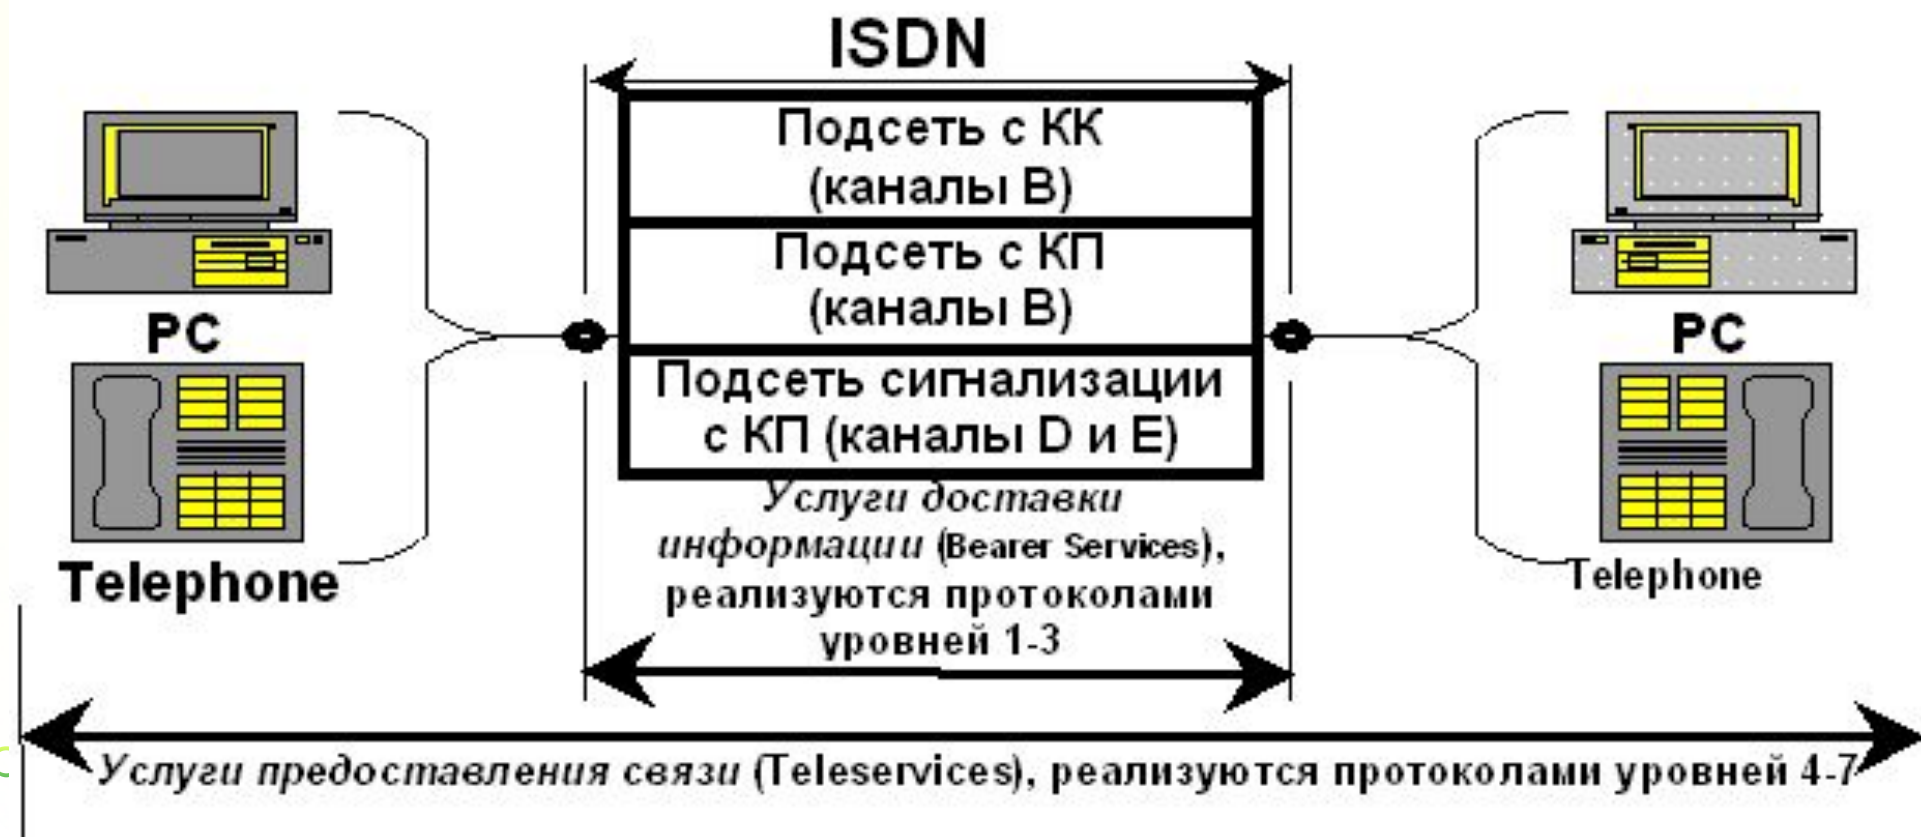 ISDN
Подсеть с КК
(каналы В)
Подсеть с КП
(каналы В)
Подсеть сигнализации
с КП (каналы D и E)
Услуги доставки
информации (Bearer Services),
реализуются протоколами
уровней 1-3
PC
Telephone
PC
Telephone
Услуги предоставления связи (Teleservices), реализуются протоколами уровней 4-7